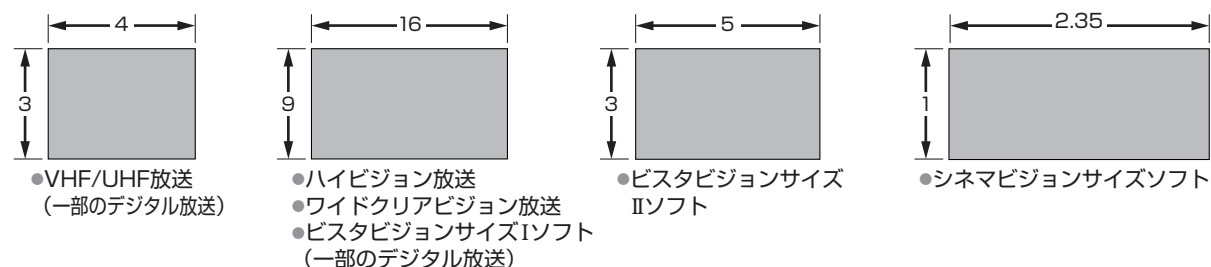 4
3
●VHF/UHF放送
（一部のデジタル放送）
16
9
●ハイビジョン放送
●ワイドクリアビジョン放送
●ビスタビジョンサイズIソフト
（一部のデジタル放送）
5
3
●ビスタビジョンサイズ
IIソフト
2.35
1
●シネマビジョンサイズソフト